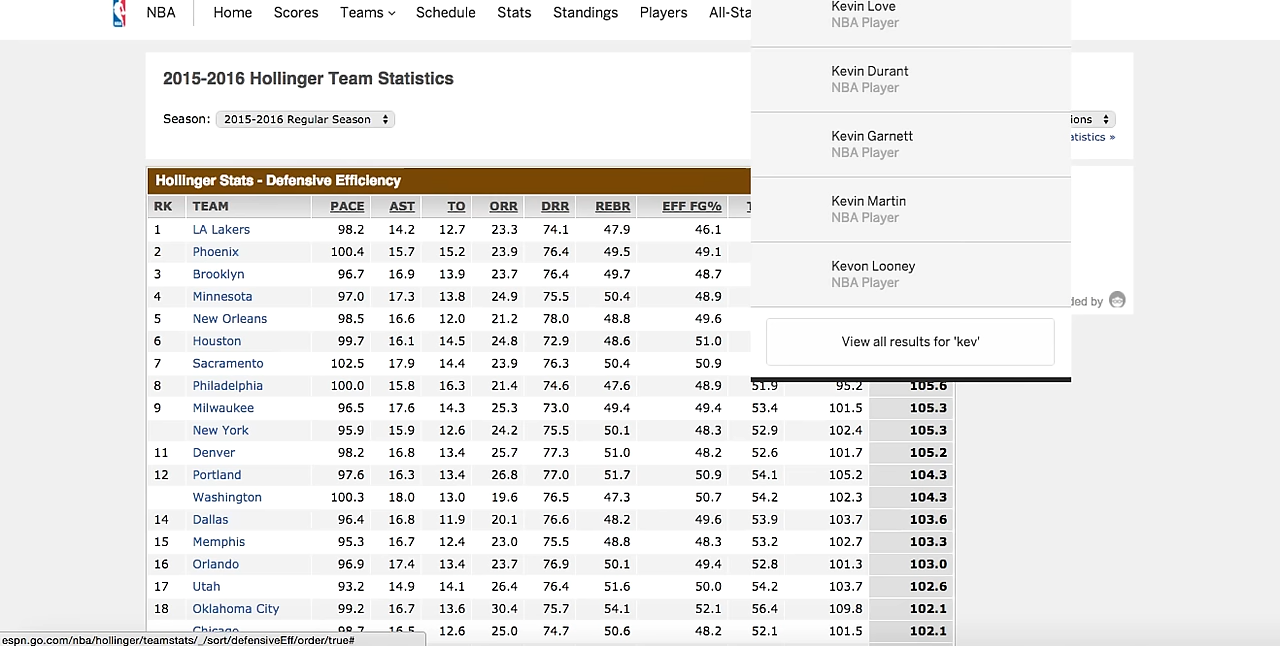 NBA Home Scores Teams Schedule Stats Standings Players All-Sta
Kevin Love
NBA Player
Kevin Durant
NBA Player
Kevin Garnett
NBA Player
Kevin Martin
NBA Player
Kevon Looney
NBA Player
View all results for 'kev'
2015-2016 Hollinger Team Statistics
Season: 2015-2016 Regular Season
ions
atistics »
ded by
Hollinger Stats - Defensive Efficiency
RK TEAM PACE AST TO ORR DRR REBR EFF FG% T
1 LA Lakers 98.2 14.2 12.7 23.3 74.1 47.9 46.1
2 Phoenix 100.4 15.7 15.2 23.9 76.4 49.5 49.1
3 Brooklyn 96.7 16.9 13.9 23.7 76.4 49.7 48.7
4 Minnesota 97.0 17.3 13.8 24.9 75.5 50.4 48.9
5 New Orleans 98.5 16.6 12.0 21.2 78.0 48.8 49.6
6 Houston 99.7 16.1 14.5 24.8 72.9 48.6 51.0
7 Sacramento 102.5 17.9 14.4 23.9 76.3 50.4 50.9
8 Philadelphia 100.0 15.8 16.3 21.4 74.6 47.6 48.9 51.9 95.2 105.6
9 Milwaukee 96.5 17.6 14.3 25.3 73.0 49.4 49.4 53.4 101.5 105.3
New York 95.9 15.9 12.6 24.2 75.5 50.1 48.3 52.9 102.4 105.3
11 Denver 98.2 16.8 13.4 25.7 77.3 51.0 48.2 52.6 101.7 105.2
12 Portland 97.6 16.3 13.4 26.8 77.0 51.7 50.9 54.1 105.2 104.3
Washington 100.3 18.0 13.0 19.6 76.5 47.3 50.7 54.2 102.3 104.3
14 Dallas 96.4 16.8 11.9 20.1 76.6 48.2 49.6 53.9 103.7 103.6
15 Memphis 95.3 16.7 12.4 23.0 75.5 48.8 48.3 53.2 102.7 103.3
16 Orlando 96.9 17.4 13.4 23.7 76.9 50.1 49.4 52.8 101.3 103.0
17 Utah 93.2 14.9 14.1 26.4 76.4 51.6 50.0 54.2 103.7 102.6
18 Oklahoma City 99.2 16.7 13.6 30.4 75.7 54.1 52.1 56.4 109.8 102.1
Chicago 98.7 16.5 12.6 25.0 74.7 50.6 48.2 52.1 101.5 102.1
espn.go.com/nba/hollinger/teamstats/_/sort/defensiveEff/order/true#